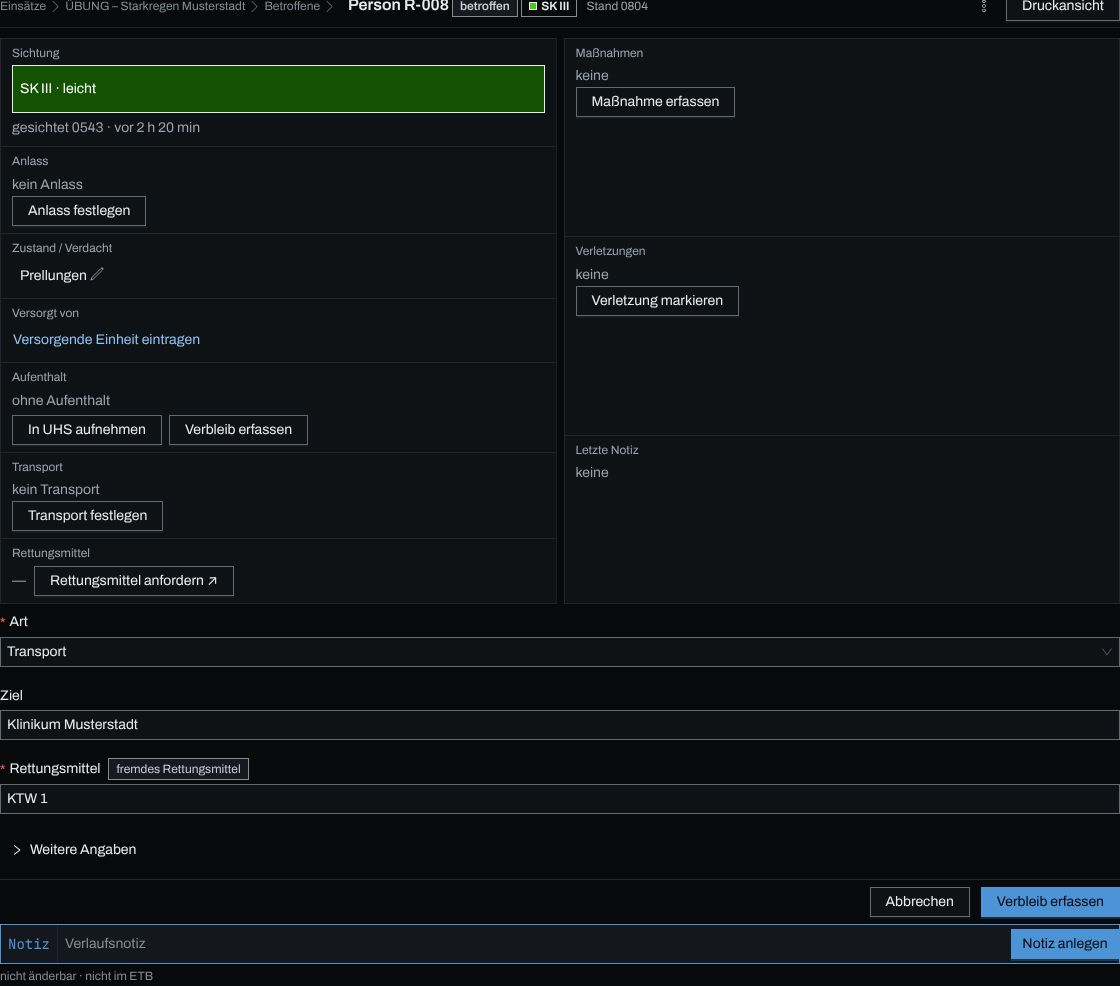 Einsätze > ÜBUNG – Starkregen Musterstadt > Betroffene > Person R-008 betroffen SK III Stand 0804 Druckansicht
Sichtung
SK III · leicht
gesichtet 0543 · vor 2 h 20 min
Anlass
kein Anlass
Anlass festlegen
Zustand / Verdacht
Prellungen
Versorgt von
Versorgende Einheit eintragen
Aufenthalt
ohne Aufenthalt
In UHS aufnehmen Verbleib erfassen
Transport
kein Transport
Transport festlegen
Rettungsmittel
— Rettungsmittel anfordern ↗
Maßnahmen
keine
Maßnahme erfassen
Verletzungen
keine
Verletzung markieren
Letzte Notiz
keine
* Art
Transport
Ziel
Klinikum Musterstadt
* Rettungsmittel fremdes Rettungsmittel
KTW 1
> Weitere Angaben
Abbrechen Verbleib erfassen
Notiz Verlaufsnotiz Notiz anlegen
nicht änderbar · nicht im ETB